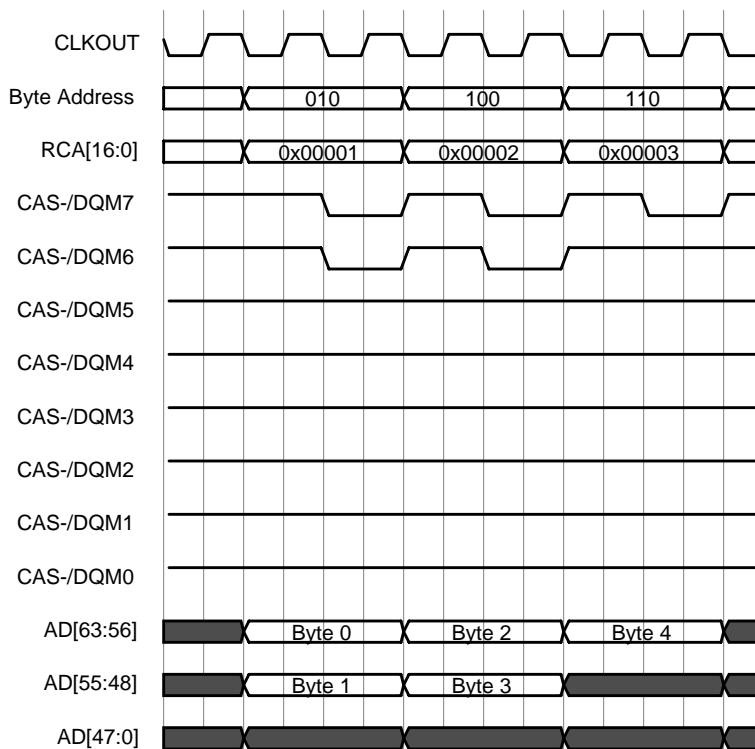 CLKOUT
Byte Address 010 100 110
RCA[16:0] 0x00001 0x00002 0x00003
CAS-/DQM7
CAS-/DQM6
CAS-/DQM5
CAS-/DQM4
CAS-/DQM3
CAS-/DQM2
CAS-/DQM1
CAS-/DQM0
AD[63:56] Byte 0 Byte 2 Byte 4
AD[55:48] Byte 1 Byte 3
AD[47:0]